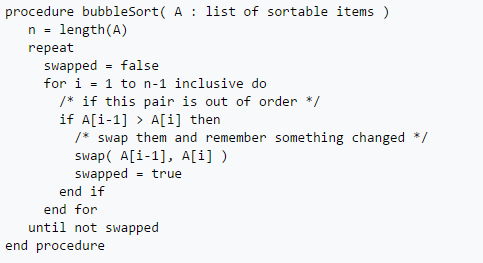 procedure bubbleSort( A : list of sortable items )
   n = length(A)
   repeat
     swapped = false
     for i = 1 to n-1 inclusive do
       /* if this pair is out of order */
       if A[i-1] > A[i] then
         /* swap them and remember something changed */
         swap( A[i-1], A[i] )
         swapped = true
       end if
     end for
   until not swapped
end procedure